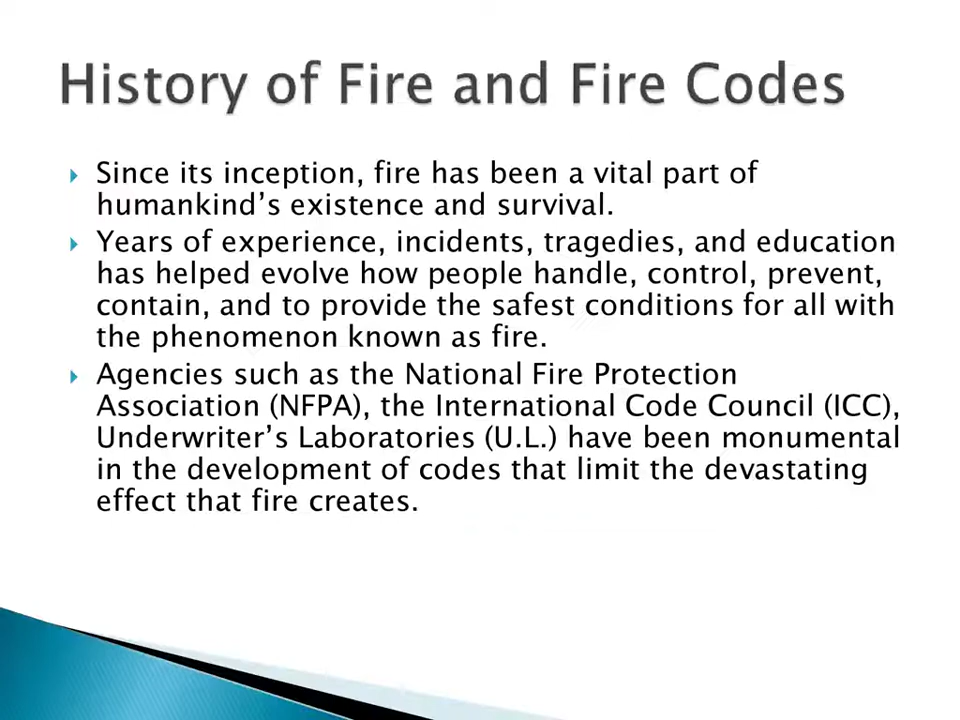 History of Fire and Fire Codes
Since its inception, fire has been a vital part of
humankind’s existence and survival.
Years of experience, incidents, tragedies, and education
has helped evolve how people handle, control, prevent,
contain, and to provide the safest conditions for all with
the phenomenon known as fire.
Agencies such as the National Fire Protection
Association (NFPA), the International Code Council (ICC),
Underwriter’s Laboratories (U.L.) have been monumental
in the development of codes that limit the devastating
effect that fire creates.